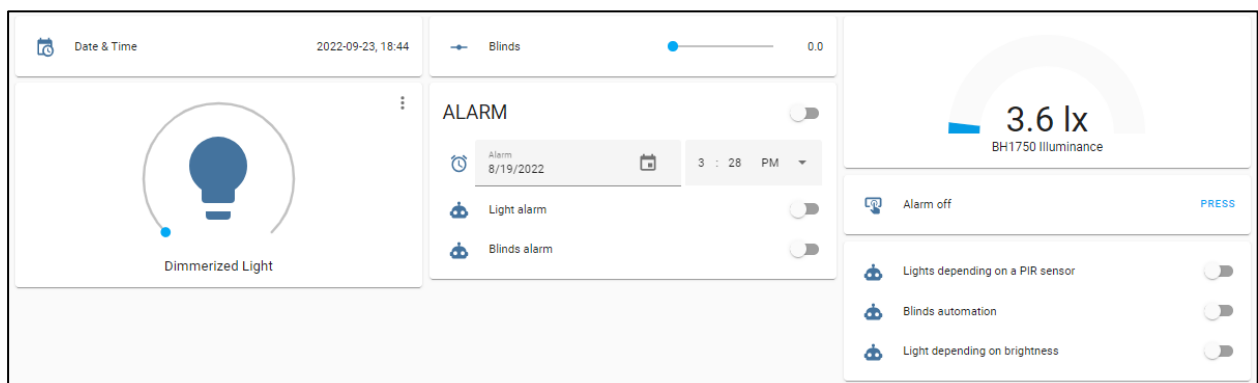 Date & Time 2022-09-23, 18:44
Dimmerized Light
Blinds 0.0
ALARM
Alarm
8/19/2022 3 : 28 PM
Light alarm
Blinds alarm
3.6 lx
BH1750 Illuminance
Alarm off PRESS
Lights depending on a PIR sensor
Blinds automation
Light depending on brightness